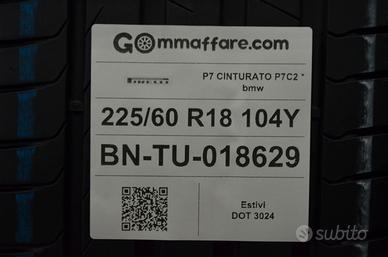 GOmmaffare.com
P7 CINTURATO P7C2 *
bmw
225/60 R18 104Y
BN-TU-018629
Estivi
DOT 3024
subito